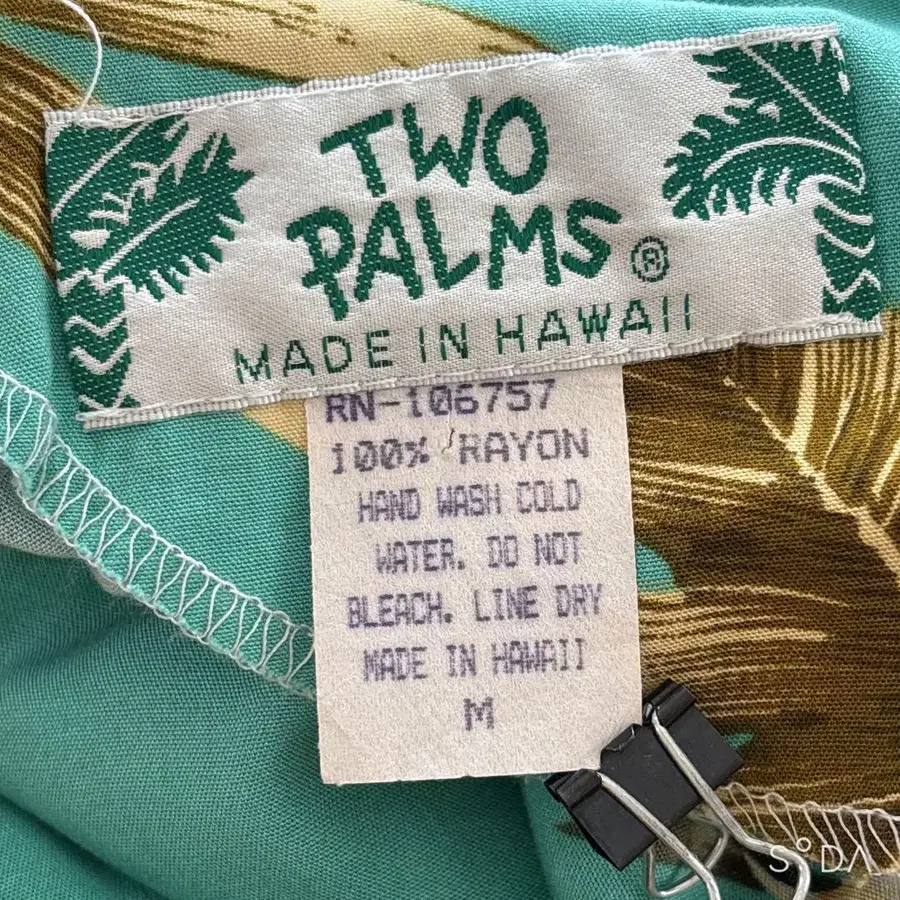 TWO
PALMS®
MADE IN HAWAII
RN-106757
100% RAYON
HAND WASH COLD
WATER. DO NOT
BLEACH. LINE DRY
MADE IN HAWAII
M